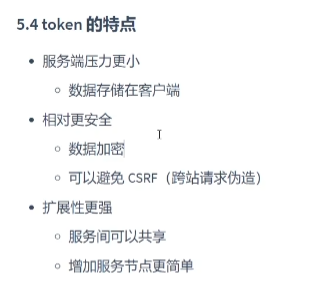 5.4 token 的特点
服务端压力更小
数据存储在客户端
相对更安全
数据加密
可以避免 CSRF（跨站请求伪造）
扩展性更强
服务间可以共享
增加服务节点更简单